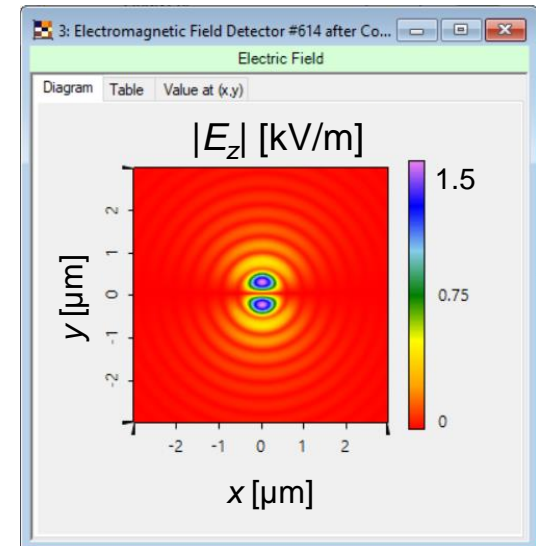 3: Electromagnetic Field Detector #614 after Co...
Electric Field
Diagram Table Value at (x,y)
|E_z| [kV/m]
1.5
0.75
0
y [µm]
2
1
0
-1
-2
-2 -1 0 1 2
x [µm]